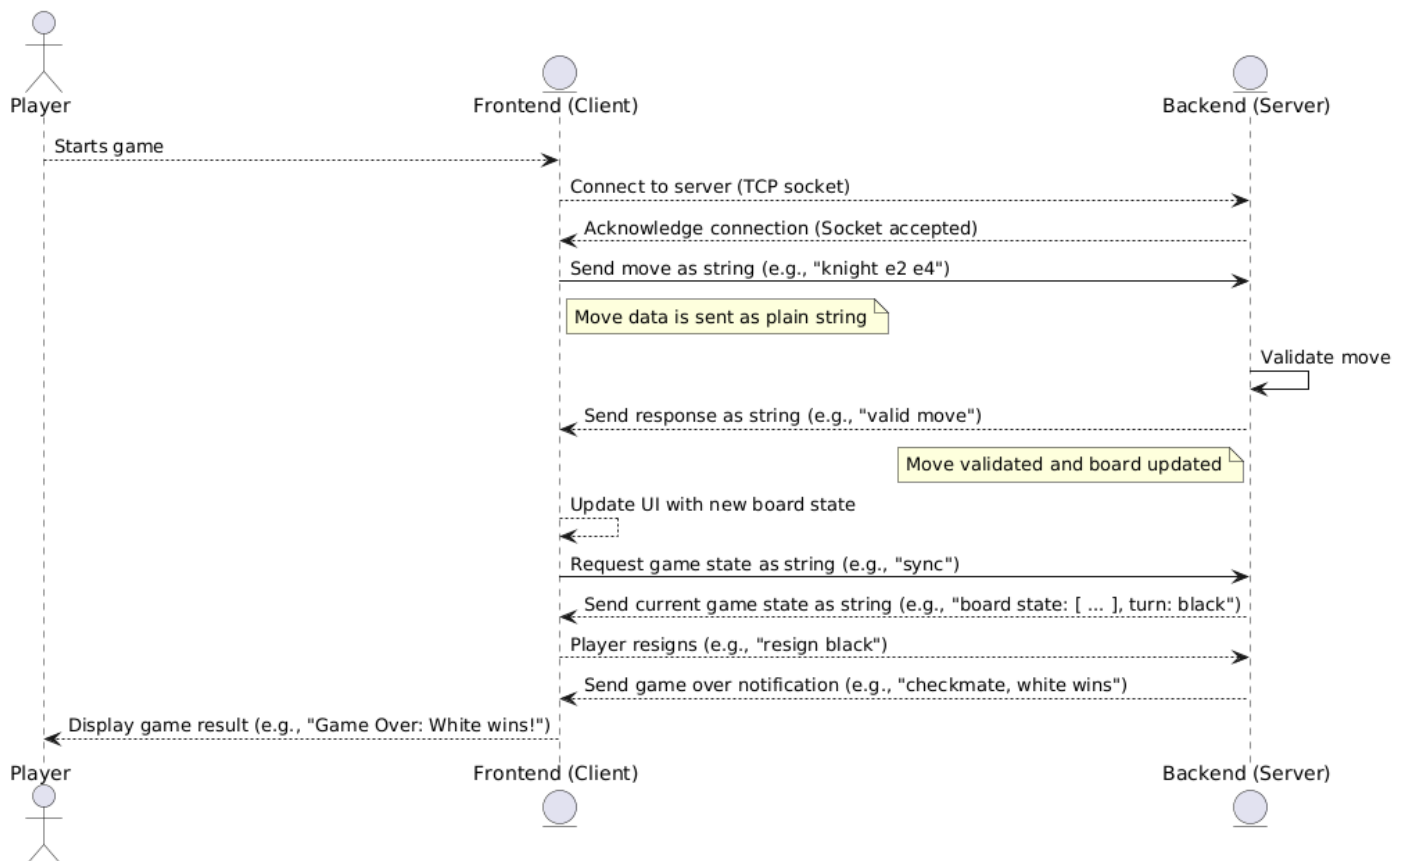 Player
Frontend (Client)
Backend (Server)
Starts game
Connect to server (TCP socket)
Acknowledge connection (Socket accepted)
Send move as string (e.g., "knight e2 e4")
Move data is sent as plain string
Validate move
Send response as string (e.g., "valid move")
Move validated and board updated
Update UI with new board state
Request game state as string (e.g., "sync")
Send current game state as string (e.g., "board state: [ ... ], turn: black")
Player resigns (e.g., "resign black")
Send game over notification (e.g., "checkmate, white wins")
Display game result (e.g., "Game Over: White wins!")
Player
Frontend (Client)
Backend (Server)